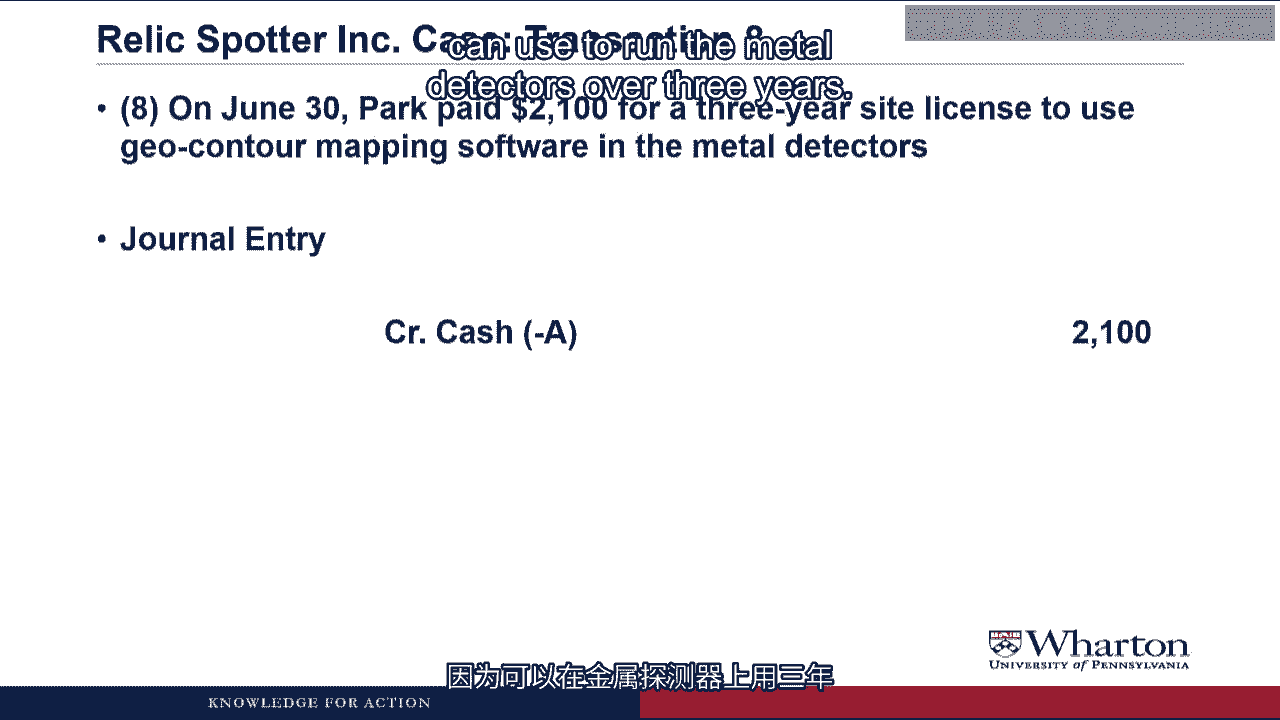 Relic Spotter Inc. Case: Transaction 8
can use to run the metal
detectors over three years.
• (8) On June 30, Park paid $2,100 for a three-year site license to use
geo-contour mapping software in the metal detectors
• Journal Entry
Cr. Cash (-A) 2,100
Wharton
UNIVERSITY of PENNSYLVANIA
因为可以在金属探测器上用三年
KNOWLEDGE FOR ACTION